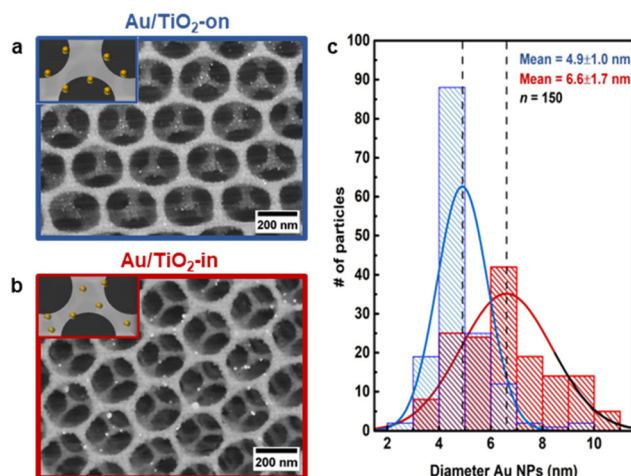 Au/TiO₂-on
a
200 nm
Au/TiO₂-in
b
200 nm
c
Mean = 4.9±1.0 nm
Mean = 6.6±1.7 nm
n = 150
# of particles
100
90
80
70
60
50
40
30
20
10
0
2 4 6 8 10
Diameter Au NPs (nm)